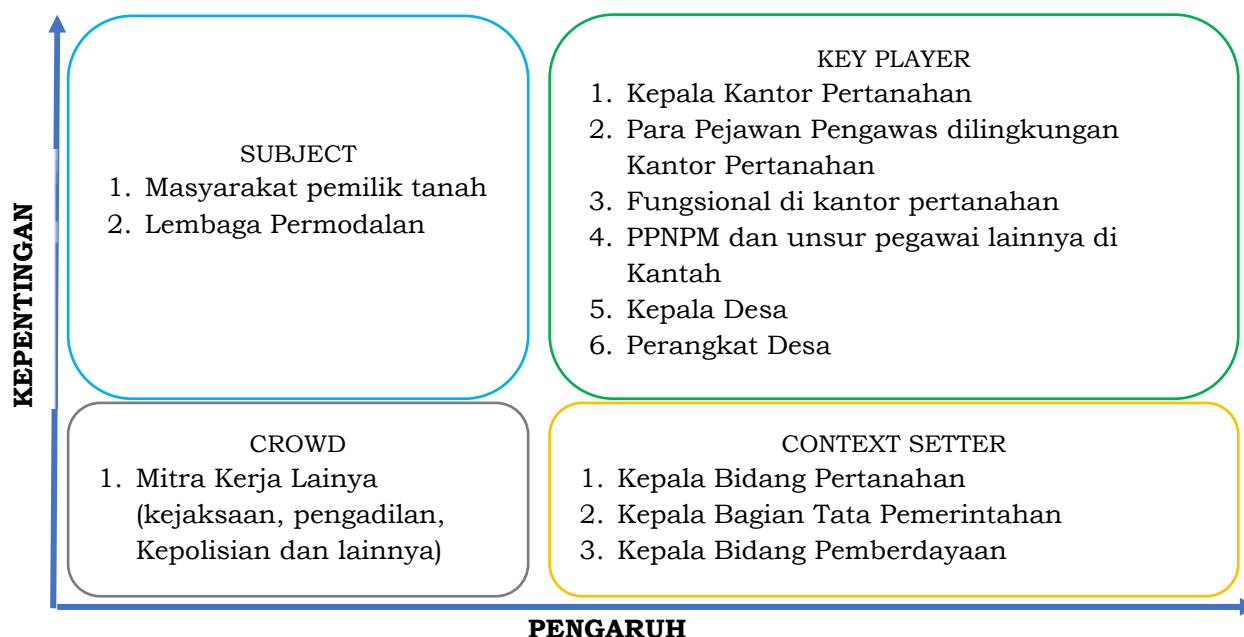 KEPENTINGAN
SUBJECT
1. Masyarakat pemilik tanah
2. Lembaga Permodalan
KEY PLAYER
1. Kepala Kantor Pertanahan
2. Para Pejawan Pengawas dilingkungan
Kantor Pertanahan
3. Fungsional di kantor pertanahan
4. PPNPM dan unsur pegawai lainnya di
Kantah
5. Kepala Desa
6. Perangkat Desa
CROWD
1. Mitra Kerja Lainya
(kejaksaan, pengadilan,
Kepolisian dan lainnya)
CONTEXT SETTER
1. Kepala Bidang Pertanahan
2. Kepala Bagian Tata Pemerintahan
3. Kepala Bidang Pemberdayaan
PENGARUH